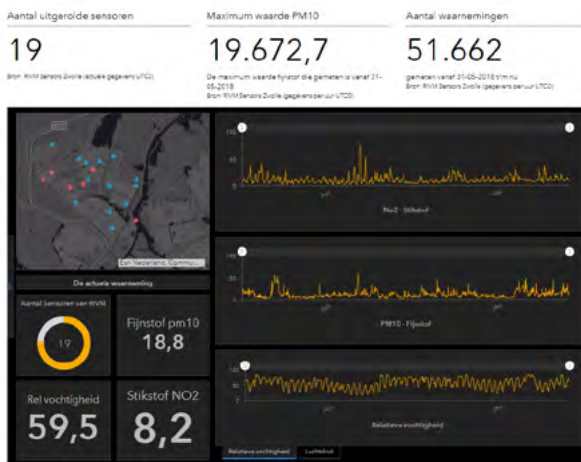 Aantal uitgerolde sensoren
19
Bron: RIVM Sensors Zwolle (actuele gegevens UTC0)
Maximum waarde PM10
19.672,7
De maximum waarde fijnstof die gemeten is vanaf 31-
05-2018
Bron: RIVM Sensors Zwolle (gegevens per uur UTC0)
Aantal waarnemingen
51.662
gemeten vanaf 31-05-2018 t/m nu
Bron: RIVM Sensors Zwolle (gegevens per uur UTC0)
Esri Nederland, Commu...
De actuele waarneming
Aantal Sensoren van RIVM
19
Fijnstof pm10
18,8
Rel vochtigheid
59,5
Stikstof NO2
8,2
No2 - Stikstof
PM10 - Fijnstof
Relatieve vochtigheid
Relatieve vochtigheid
Luchtdruk